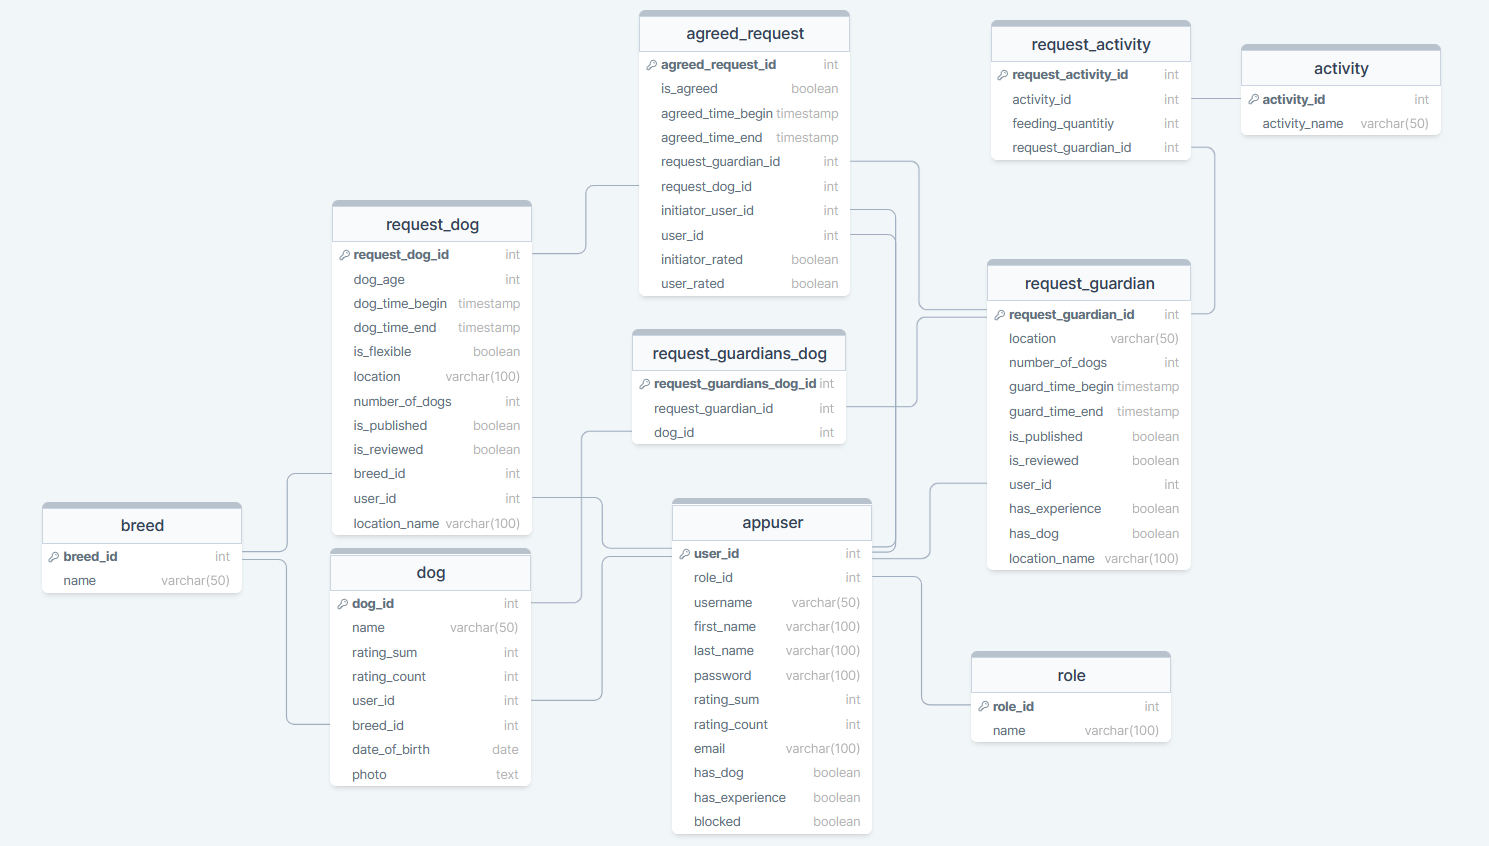 agreed_request
agreed_request_id int
is_agreed boolean
agreed_time_begin timestamp
agreed_time_end timestamp
request_guardian_id int
request_dog_id int
initiator_user_id int
user_id int
initiator_rated boolean
user_rated boolean
request_activity
request_activity_id int
activity_id int
feeding_quantitiy int
request_guardian_id int
activity
activity_id int
activity_name varchar(50)
request_dog
request_dog_id int
dog_age int
dog_time_begin timestamp
dog_time_end timestamp
is_flexible boolean
location varchar(100)
number_of_dogs int
is_published boolean
is_reviewed boolean
breed_id int
user_id int
location_name varchar(100)
request_guardians_dog
request_guardians_dog_id int
request_guardian_id int
dog_id int
request_guardian
request_guardian_id int
location varchar(50)
number_of_dogs int
guard_time_begin timestamp
guard_time_end timestamp
is_published boolean
is_reviewed boolean
user_id int
has_experience boolean
has_dog boolean
location_name varchar(100)
breed
breed_id int
name varchar(50)
dog
dog_id int
name varchar(50)
rating_sum int
rating_count int
user_id int
breed_id int
date_of_birth date
photo text
appuser
user_id int
role_id int
username varchar(50)
first_name varchar(100)
last_name varchar(100)
password varchar(100)
rating_sum int
rating_count int
email varchar(100)
has_dog boolean
has_experience boolean
blocked boolean
role
role_id int
name varchar(100)